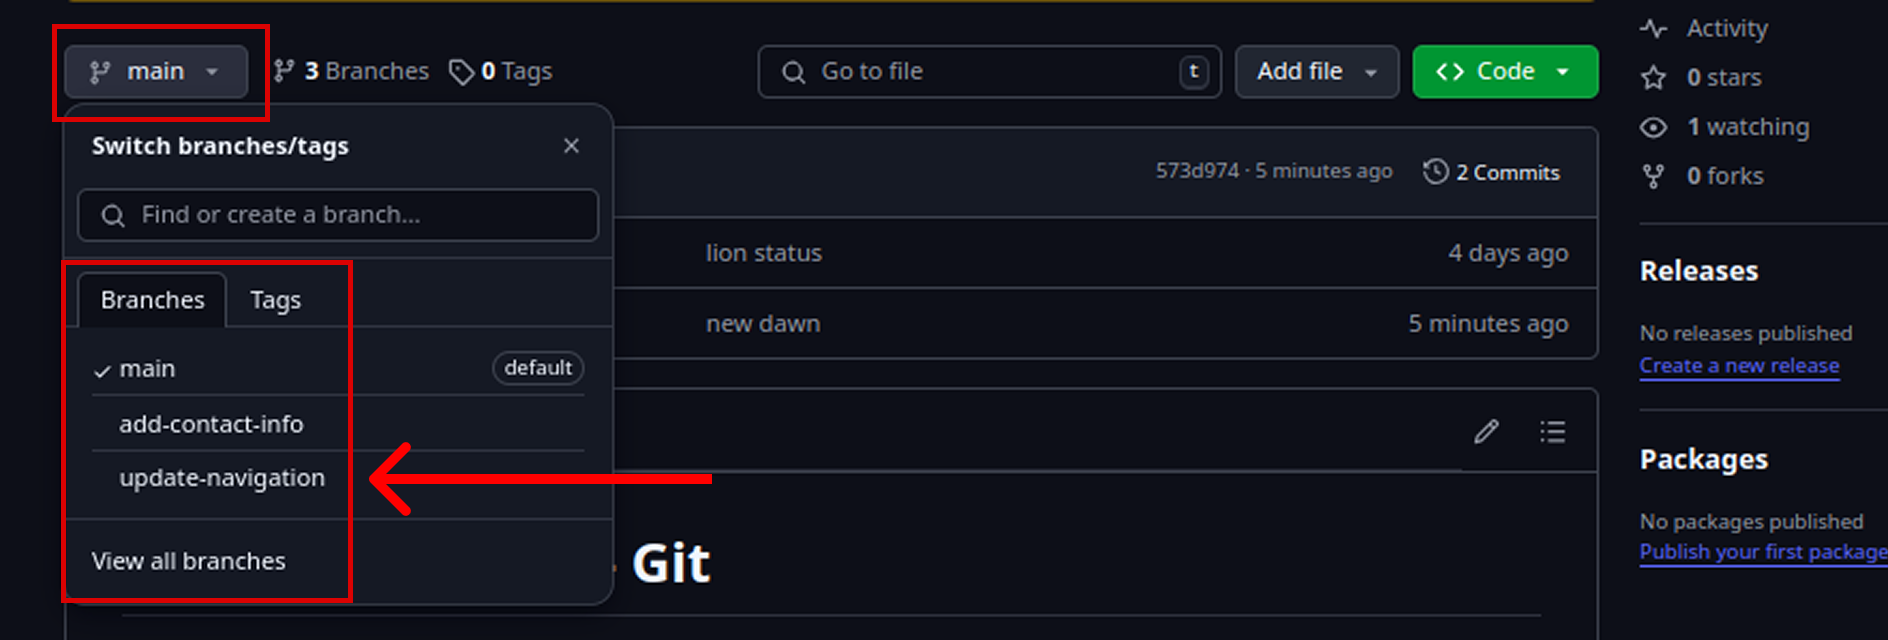 main
3 Branches
0 Tags
Go to file
t
Add file
Code
Switch branches/tags
Find or create a branch...
Branches
Tags
main
default
add-contact-info
update-navigation
View all branches
573d974 · 5 minutes ago
2 Commits
lion status
4 days ago
new dawn
5 minutes ago
Git
Activity
0 stars
1 watching
0 forks
Releases
No releases published
Create a new release
Packages
No packages published
Publish your first package